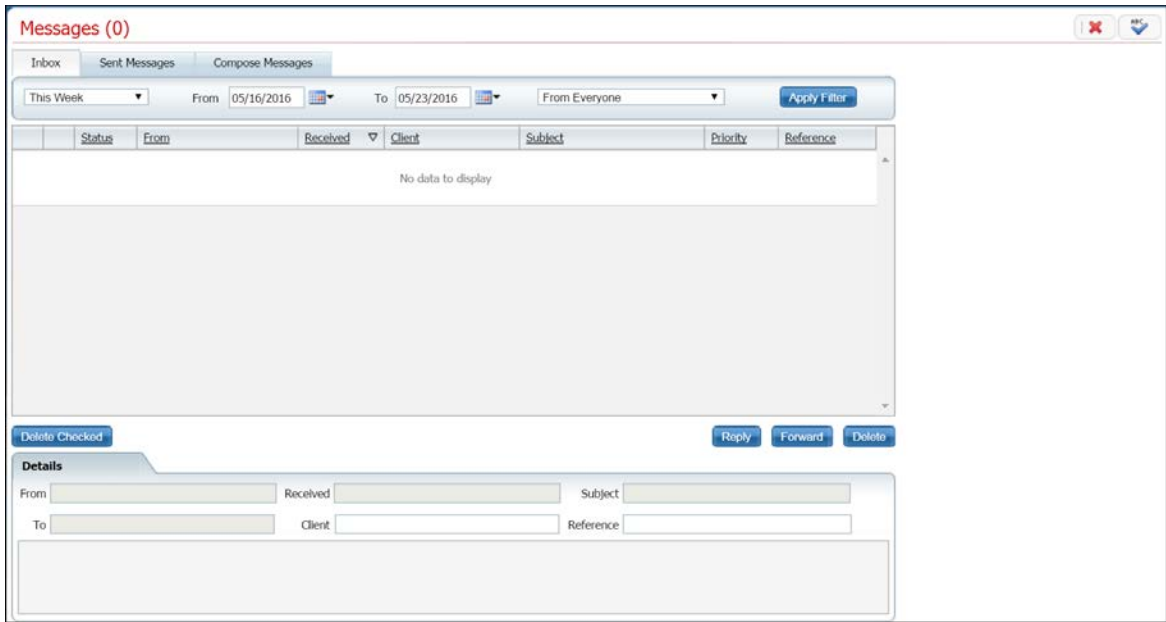 Messages (0)
ABC
Inbox Sent Messages Compose Messages
This Week From 05/16/2016 To 05/23/2016 From Everyone Apply Filter
Status From Received Client Subject Priority Reference
No data to display
Delete Checked Reply Forward Delete
Details
From Received Subject
To Client Reference